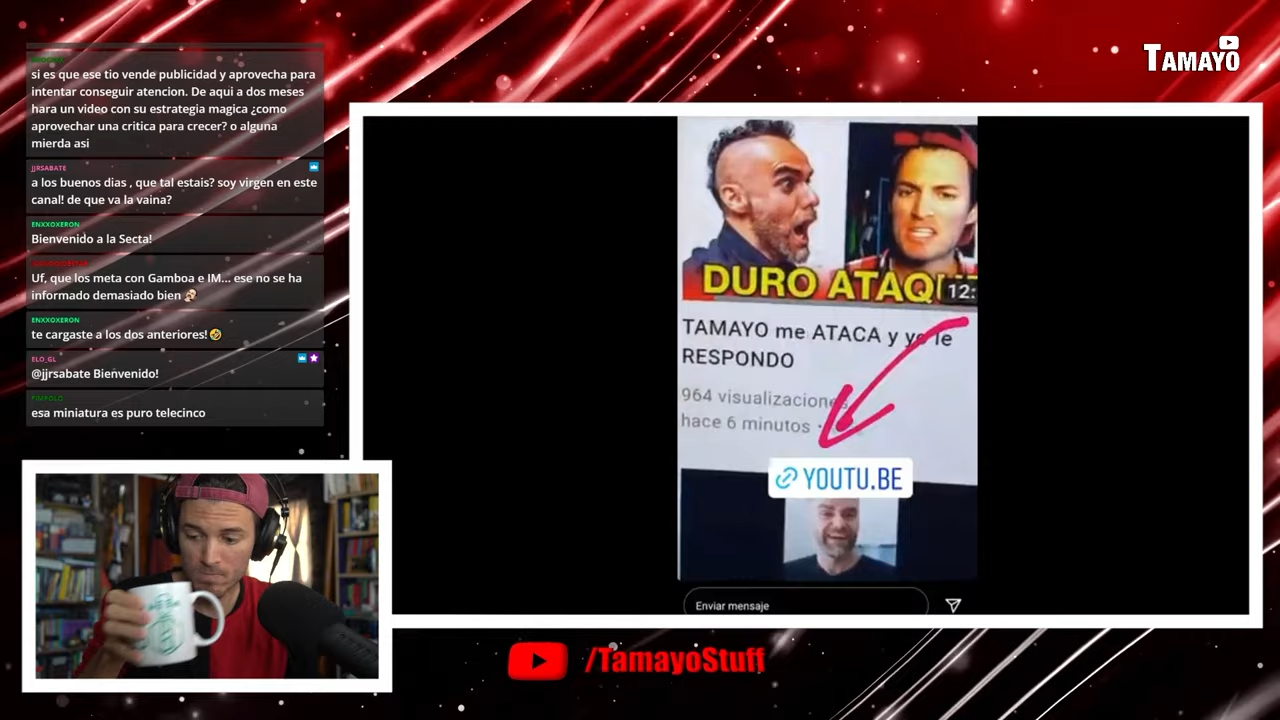 TAMAYO
si es que ese tio vende publicidad y aprovecha para
intentar conseguir atencion. De aqui a dos meses
hara un video con su estrategia magica ¿como
aprovechar una critica para crecer? o alguna
mierda asi
JJRSABATE
a los buenos dias , que tal estais? soy virgen en este
canal! de que va la vaina?
ENXXOXERON
Bienvenido a la Secta!
Uf, que los meta con Gamboa e IM... ese no se ha
informado demasiado bien
ENXXOXERON
te cargaste a los dos anteriores! 🤣
ELO_GL
@jjrsabate Bienvenido!
esa miniatura es puro telecinco
DURO ATAQ
12:
TAMAYO me ATACA y yo le
RESPONDO
964 visualizaciones
hace 6 minutos
YOUTU.BE
Enviar mensaje
/TamayoStuff